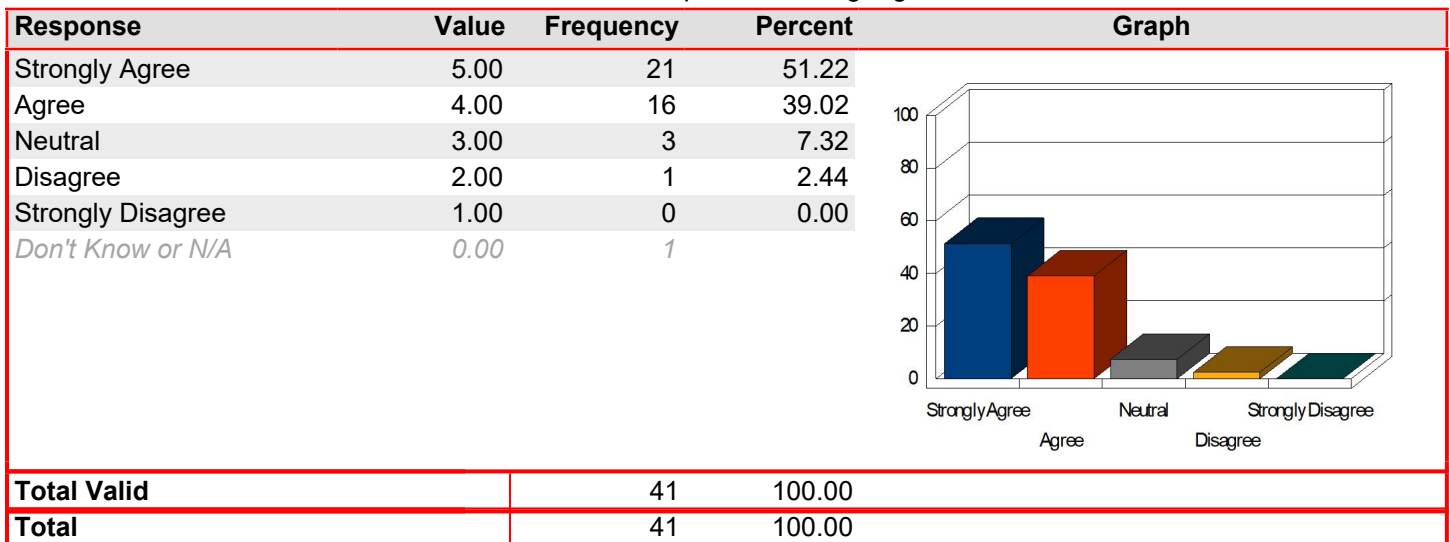 Response Value Frequency Percent Graph
Strongly Agree 5.00 21 51.22
Agree 4.00 16 39.02
Neutral 3.00 3 7.32
Disagree 2.00 1 2.44
Strongly Disagree 1.00 0 0.00
Don't Know or N/A 0.00 1
100
80
60
40
20
0
Strongly Agree Neutral Strongly Disagree
Agree Disagree
Total Valid 41 100.00
Total 41 100.00